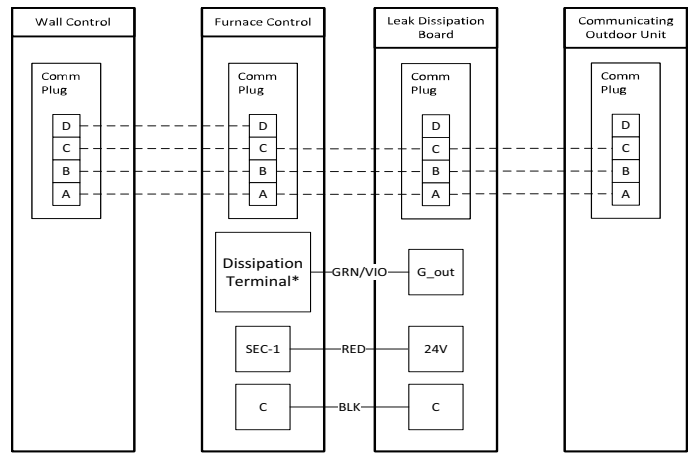 Wall Control
Furnace Control
Leak Dissipation
Board
Communicating
Outdoor Unit
Comm
Plug
Comm
Plug
Comm
Plug
Comm
Plug
D
D
D
D
C
C
C
C
B
B
B
B
A
A
A
A
Dissipation
Terminal*
GRN/VIO
G_out
SEC-1
RED
24V
C
BLK
C